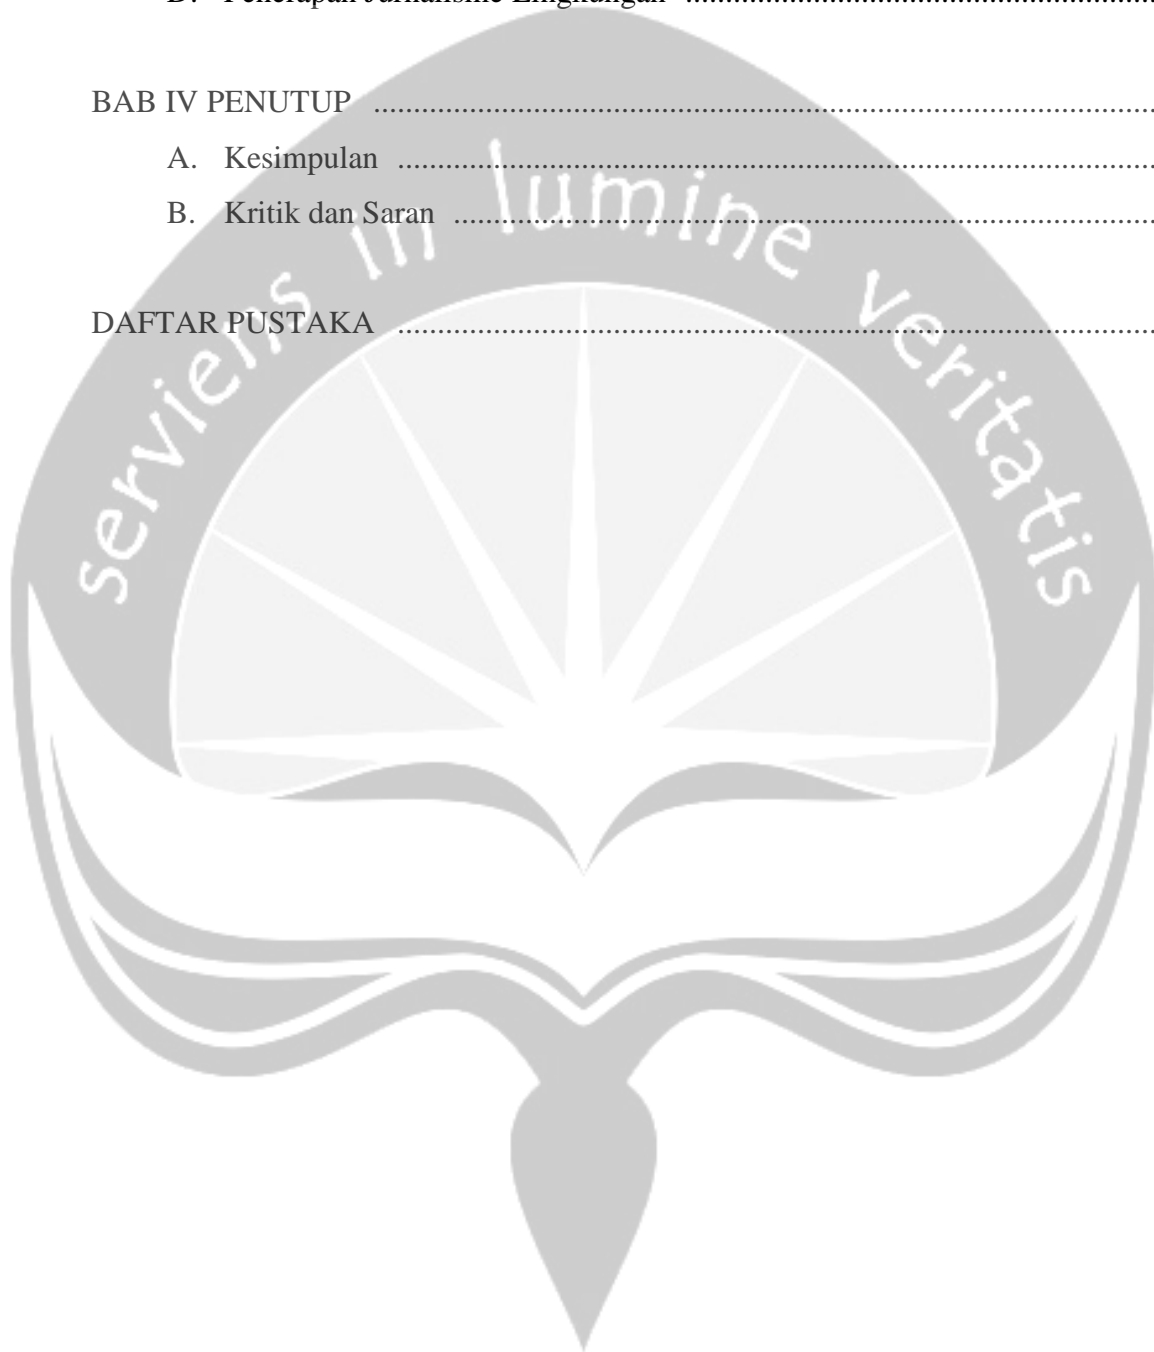 D. Penerapan Jurnalisme Lingkungan ........................................................
BAB IV PENUTUP ........................................................................................
A. Kesimpulan ........................................................................................
B. Kritik dan Saran ................................................................................
DAFTAR PUSTAKA .....................................................................................
serviens in lumine veritatis